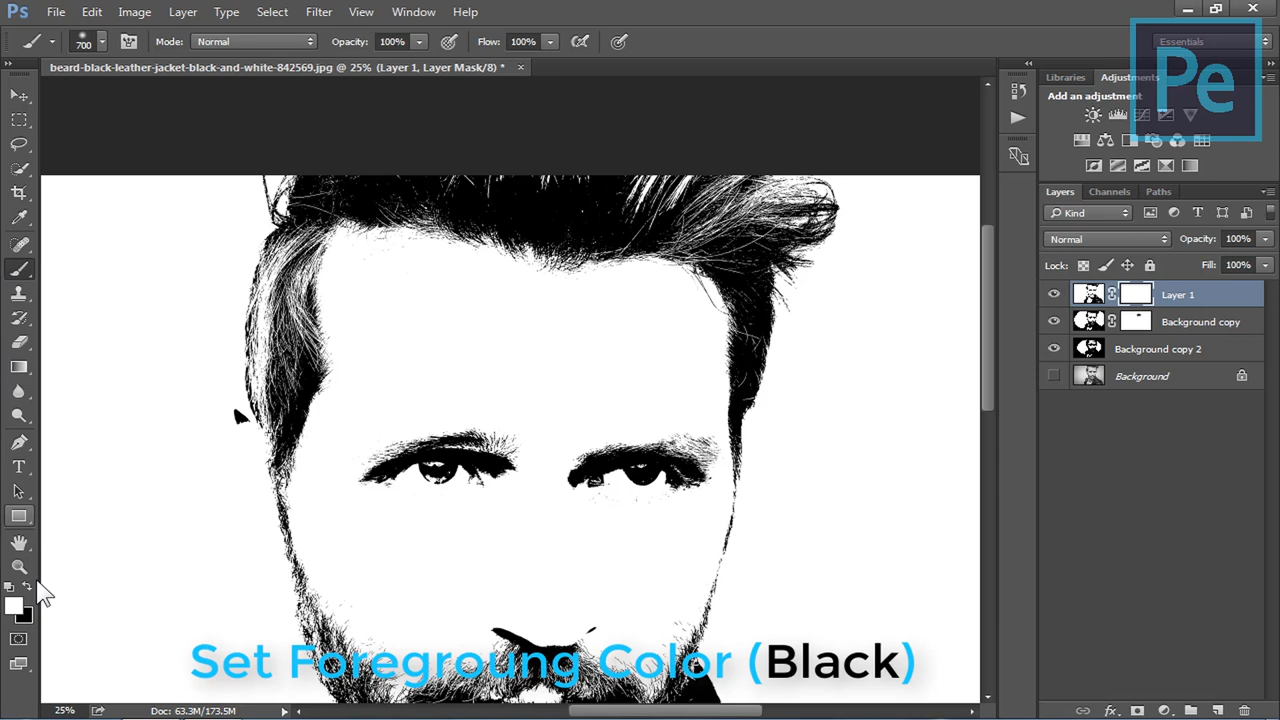 Ps File Edit Image Layer Type Select Filter View Window Help
700 Mode: Normal Opacity: 100% Flow: 100% Essentials
beard-black-leather-jacket-black-and-white-842569.jpg @ 25% (Layer 1, Layer Mask/8) *
Pe
Libraries Adjustments
Add an adjustment
Layers Channels Paths
Kind
Normal Opacity: 100%
Lock: Fill: 100%
Layer 1
Background copy
Background copy 2
Background
Set Foregroung Color (Black)
25% Doc: 63.3M/173.5M